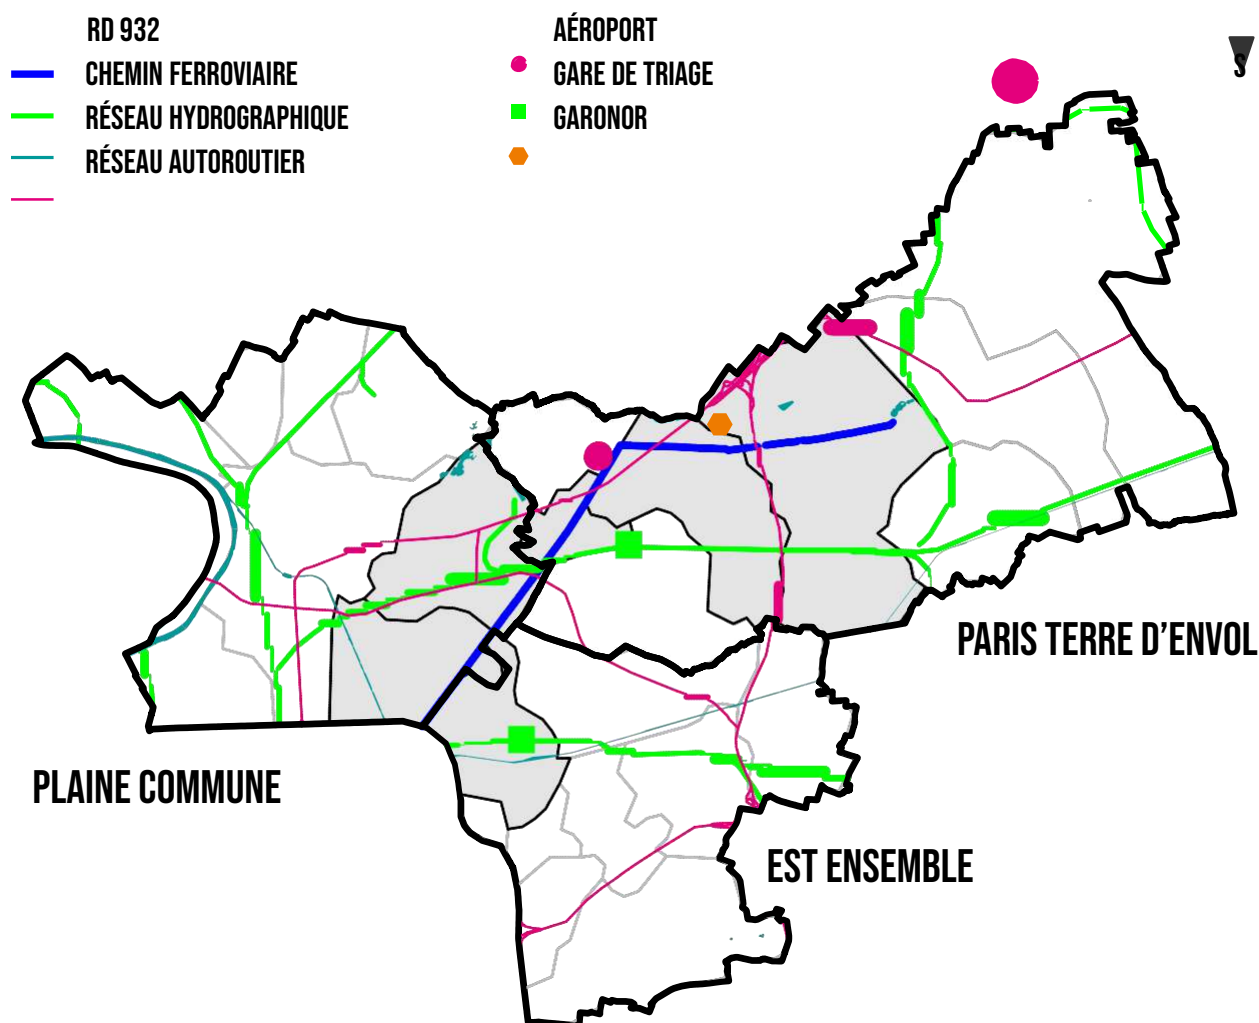 RD 932
CHEMIN FERROVIAIRE
RÉSEAU HYDROGRAPHIQUE
RÉSEAU AUTOROUTIER
AÉROPORT
GARE DE TRIAGE
GARONOR
S
PARIS TERRE D’ENVOL
PLAINE COMMUNE
EST ENSEMBLE